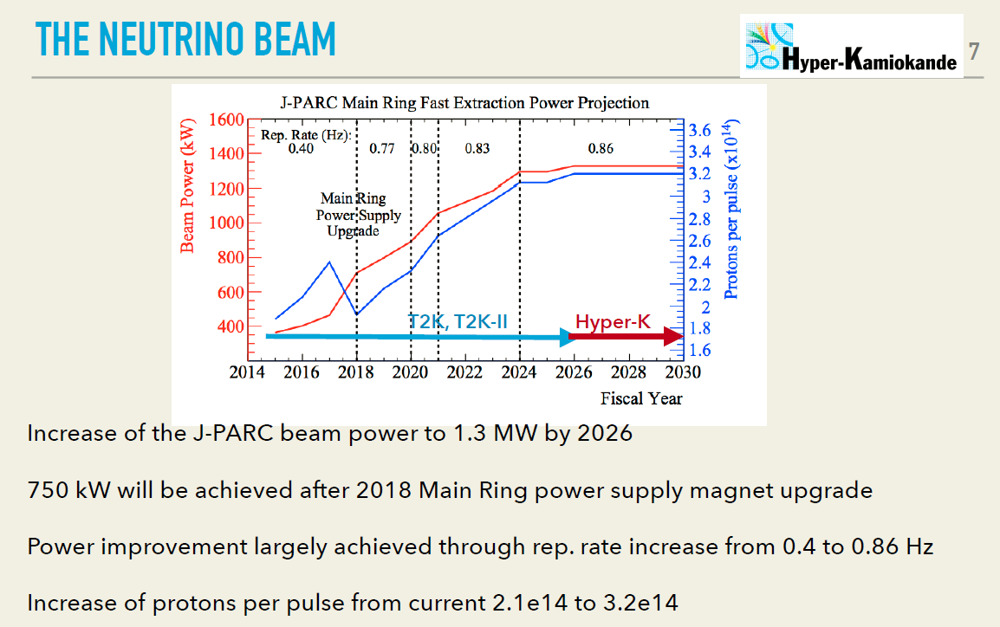 THE NEUTRINO BEAM
Hyper-Kamiokande
7
J-PARC Main Ring Fast Extraction Power Projection
Beam Power (kW)
1600
1400
1200
1000
800
600
400
Rep. Rate (Hz):
0.40
0.77
0.80
0.83
0.86
Main Ring
Power Supply
Upgrade
T2K, T2K-II
Hyper-K
3.6
3.4
3.2
3
2.8
2.6
2.4
2.2
2
1.8
1.6
Protons per pulse (x10¹⁴)
2014 2016 2018 2020 2022 2024 2026 2028 2030
Fiscal Year
Increase of the J-PARC beam power to 1.3 MW by 2026
750 kW will be achieved after 2018 Main Ring power supply magnet upgrade
Power improvement largely achieved through rep. rate increase from 0.4 to 0.86 Hz
Increase of protons per pulse from current 2.1e14 to 3.2e14